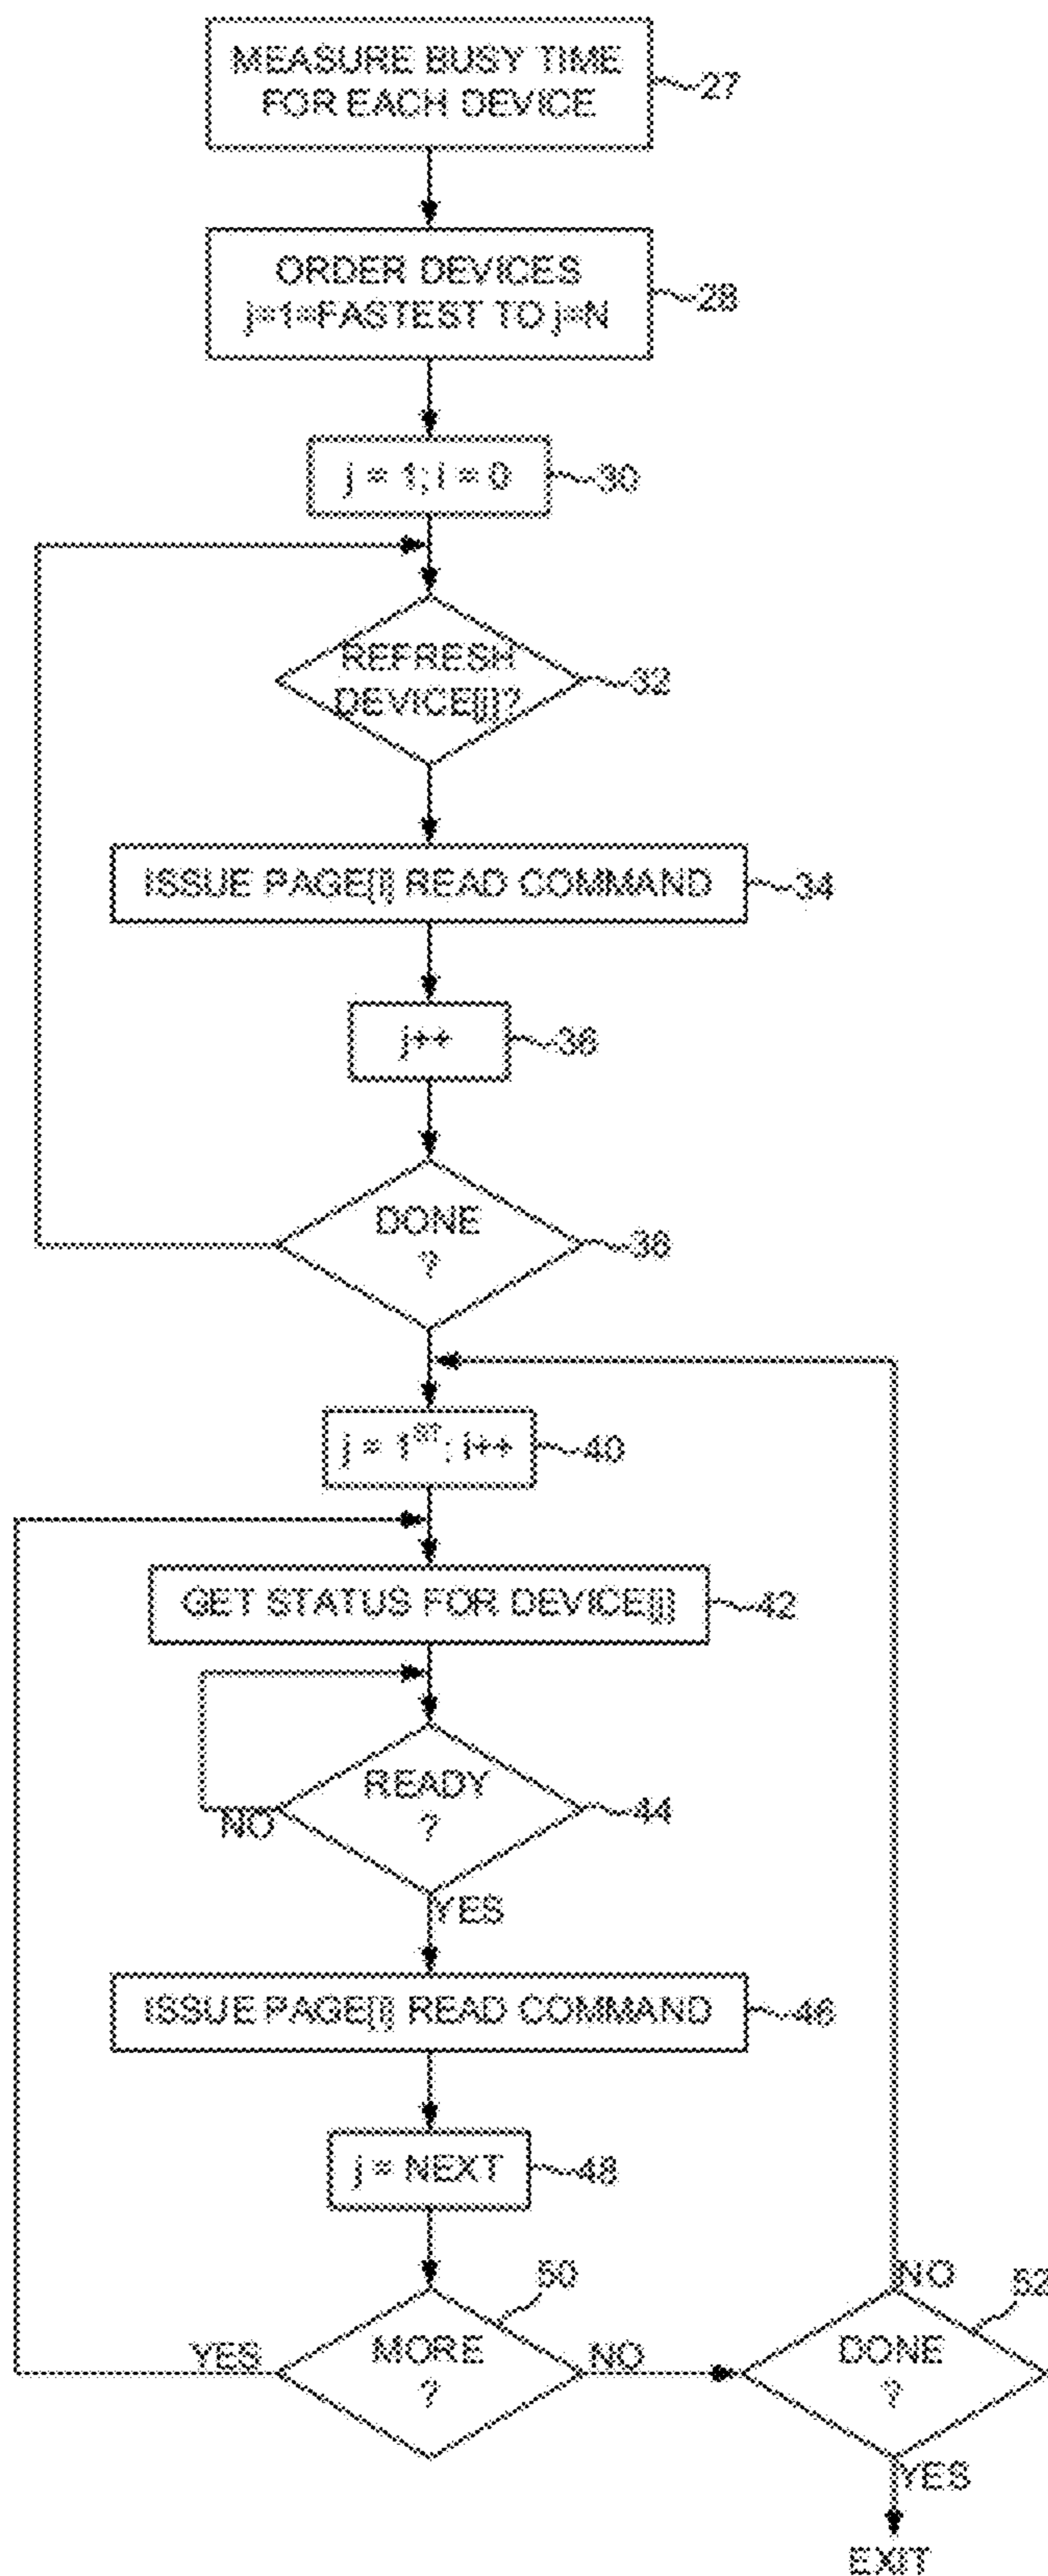 MEASURE BUSY TIME
FOR EACH DEVICE
27
ORDER DEVICES
j=1=FASTEST TO j=N
28
j = 1; i = 0
30
REFRESH
DEVICE[j]?
32
ISSUE PAGE[i] READ COMMAND
34
j++
36
DONE
?
38
j = 1ST; i++
40
GET STATUS FOR DEVICE[j]
42
READY
?
44
NO
YES
ISSUE PAGE[i] READ COMMAND
46
j = NEXT
48
50
MORE
?
YES
NO
NO
52
DONE
?
YES
EXIT